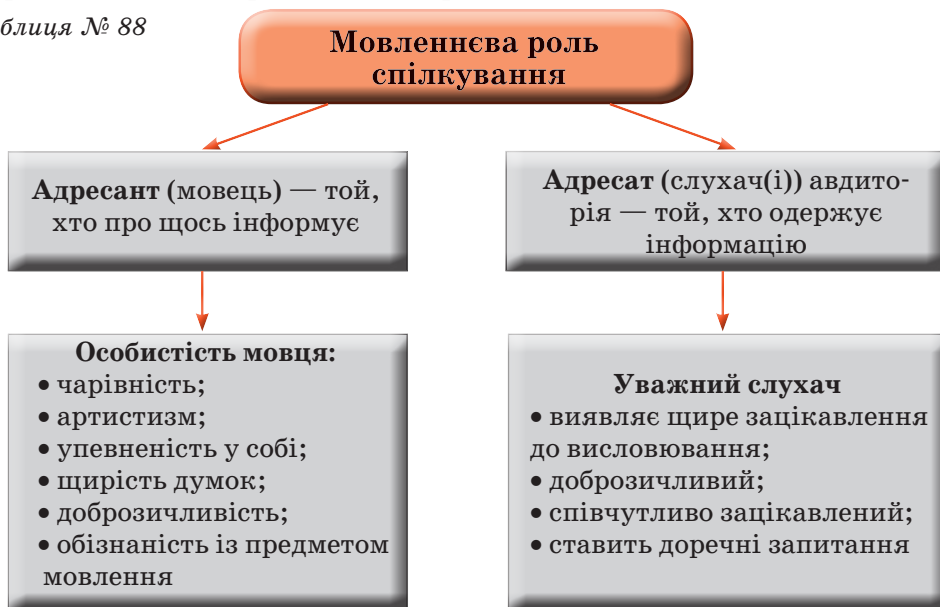 блиця № 88
Мовленнєва роль
спілкування
Адресант (мовець) — той,
хто про щось інформує
Адресат (слухач(і)) авдито-
рія — той, хто одержує
інформацію
Особистість мовця:
• чарівність;
• артистизм;
• упевненість у собі;
• щирість думок;
• доброзичливість;
• обізнаність із предметом
мовлення
Уважний слухач
• виявляє щире зацікавлення
до висловювання;
• доброзичливий;
• співчутливо зацікавлений;
• ставить доречні запитання